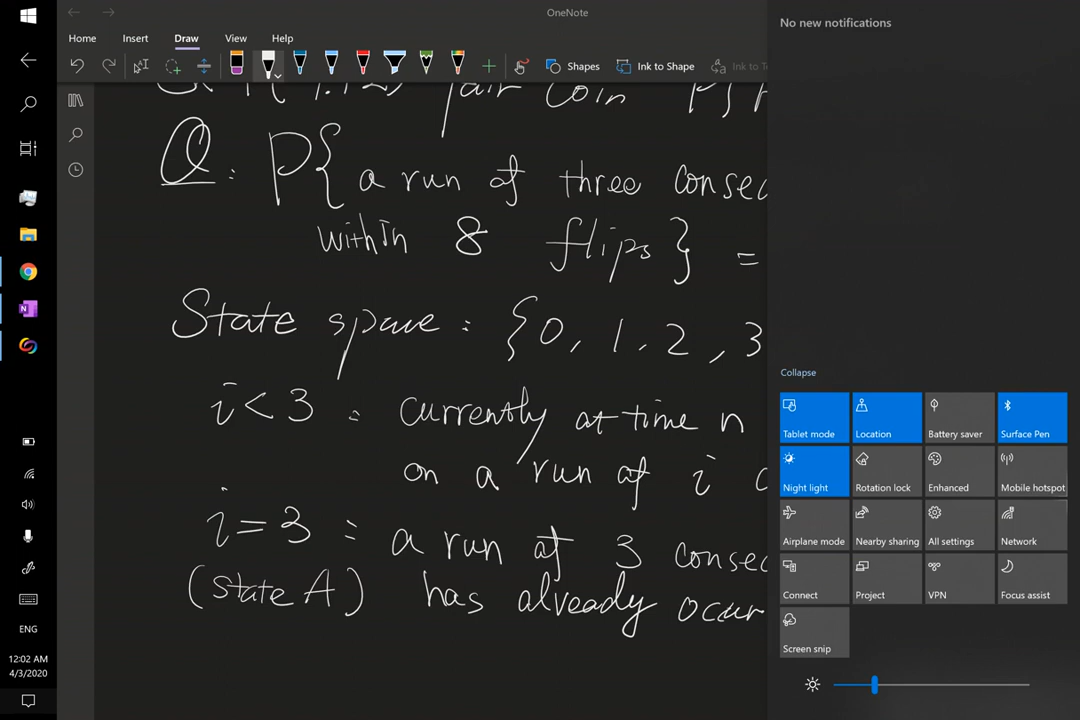 OneNote
Home Insert Draw View Help
Shapes Ink to Shape Ink to
fair coin
Q: P{ a run of three consec
within 8 flips} =
State space: {0, 1, 2, 3
i<3 = currently at time n
on a run of i
i=3 : a run of 3 consec
(state A) has already occur
ENG
12:02 AM
4/3/2020
No new notifications
Collapse
Tablet mode Location Battery saver Surface Pen
Night light Rotation lock Enhanced Mobile hotspot
Airplane mode Nearby sharing All settings Network
Connect Project VPN Focus assist
Screen snip